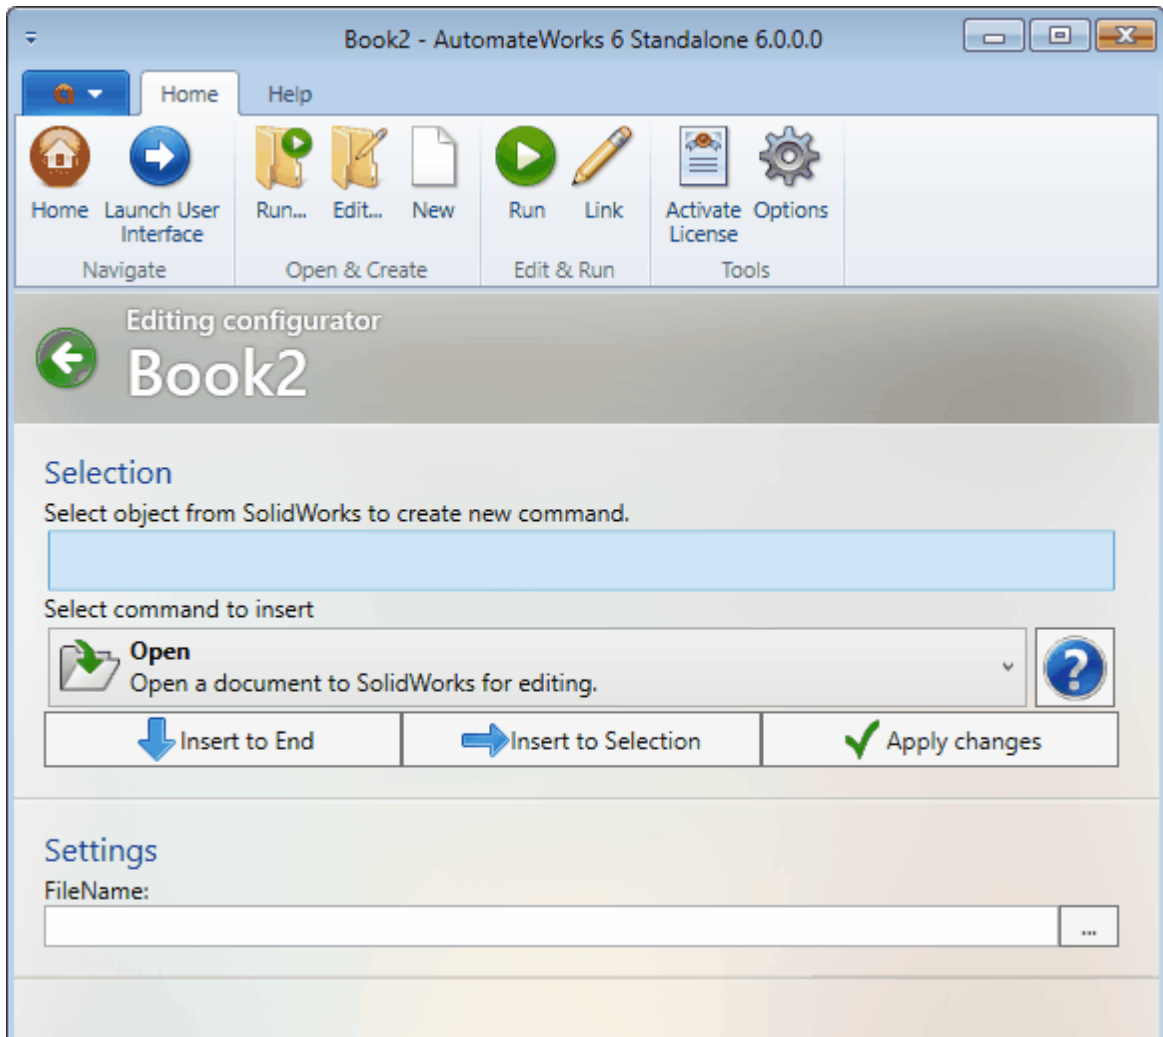 Book2 - AutomateWorks 6 Standalone 6.0.0.0
Home Help
Home Launch User Interface Run... Edit... New Run Link Activate License Options
Navigate Open & Create Edit & Run Tools
Editing configurator
Book2
Selection
Select object from SolidWorks to create new command.
Select command to insert
Open
Open a document to SolidWorks for editing.
Insert to End Insert to Selection Apply changes
Settings
FileName:
...